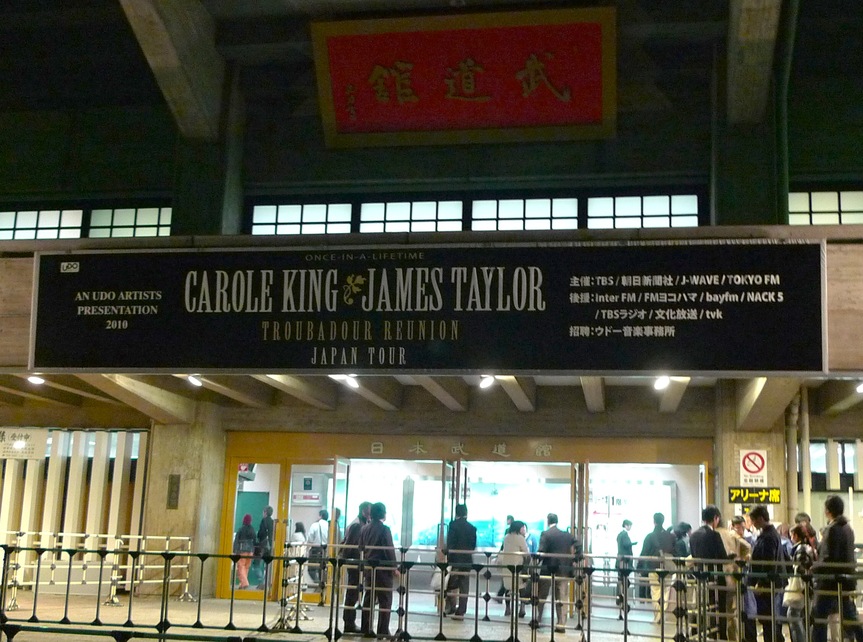 武道館
udo
AN UDO ARTISTS
PRESENTATION
2010
ONCE-IN-A-LIFETIME
CAROLE KING JAMES TAYLOR
TROUBADOUR REUNION
JAPAN TOUR
主催:TBS / 朝日新聞社 / J-WAVE / TOKYO FM
後援:inter FM / FMヨコハマ / bayfm / NACK 5
/ TBSラジオ / 文化放送 / tvk
招聘:ウドー音楽事務所
日本武道館
アリーナ席